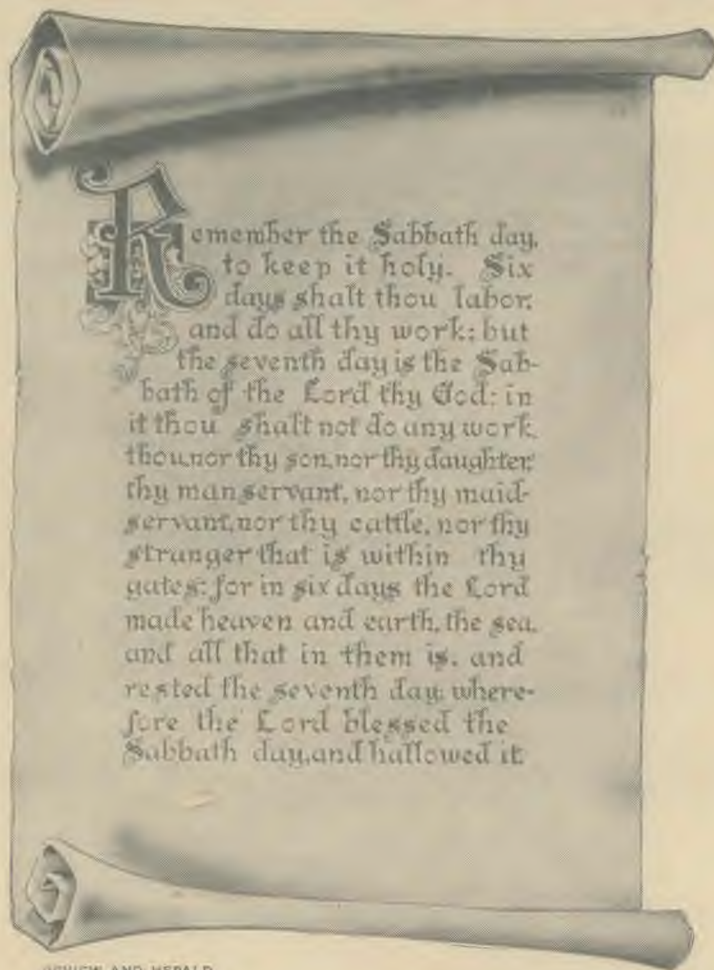 Remember the Sabbath day,
to keep it holy. Six
days shalt thou labor,
and do all thy work: but
the seventh day is the Sab-
bath of the Lord thy God: in
it thou shalt not do any work,
thou, nor thy son, nor thy daughter,
thy manservant, nor thy maid-
servant, nor thy cattle, nor thy
stranger that is within thy
gates: for in six days the Lord
made heaven and earth, the sea,
and all that in them is, and
rested the seventh day: where-
fore the Lord blessed the
Sabbath day, and hallowed it.
REVIEW AND HERALD